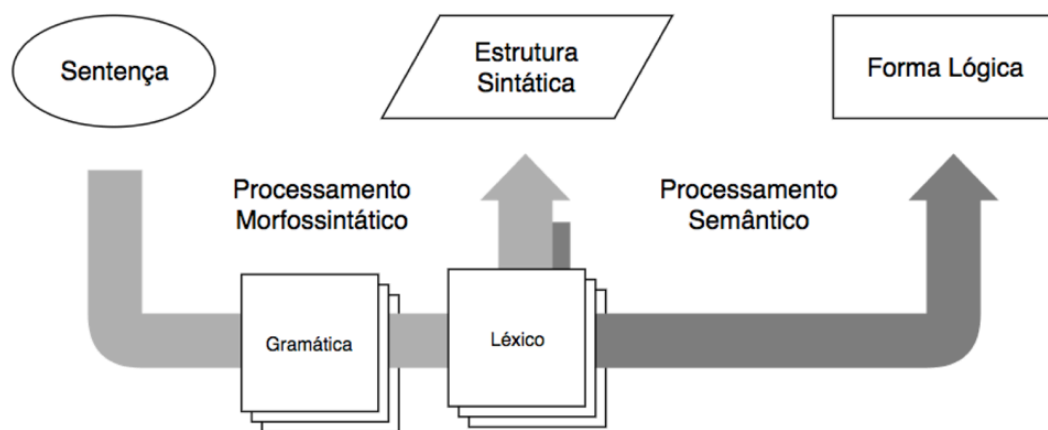 Sentença
Estrutura
Sintática
Forma Lógica
Processamento
Morfossintático
Processamento
Semântico
Gramática
Léxico